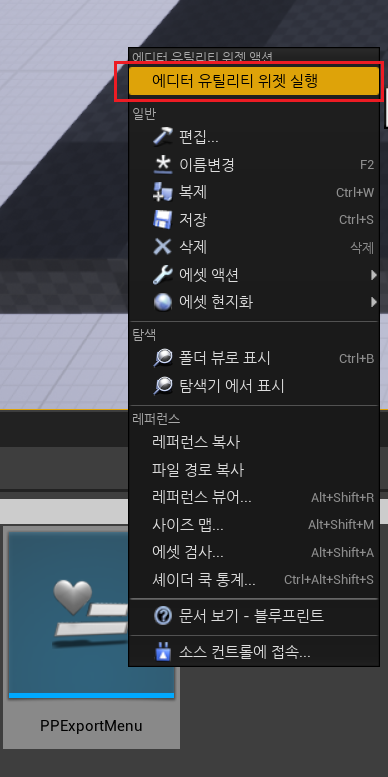 에디터 유틸리티 위젯 액션
에디터 유틸리티 위젯 실행
일반
편집...
이름변경 F2
복제 Ctrl+W
저장 Ctrl+S
삭제 삭제
에셋 액션
에셋 현지화
탐색
폴더 뷰로 표시 Ctrl+B
탐색기 에서 표시
레퍼런스
레퍼런스 복사
파일 경로 복사
레퍼런스 뷰어... Alt+Shift+R
사이즈 맵... Alt+Shift+M
에셋 검사... Alt+Shift+A
셰이더 쿡 통계... Ctrl+Alt+Shift+S
문서 보기 - 블루프린트
소스 컨트롤에 접속...
PPExportMenu